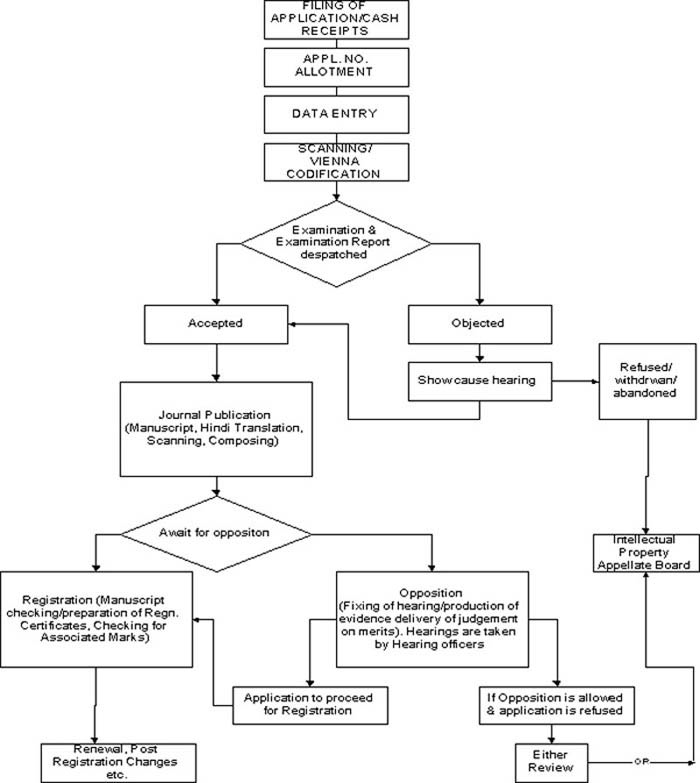 FILING OF
APPLICATION/CASH
RECEIPTS
APPL. NO.
ALLOTMENT
DATA ENTRY
SCANNING/
VIENNA
CODIFICATION
Examination &
Examination Report
despatched
Accepted
Objected
Show cause hearing
Refused/
withdrwan/
abandoned
Journal Publication
(Manuscript, Hindi Translation,
Scanning, Composing)
Await for oppositon
Intellectual
Property
Appellate Board
Registration (Manuscript
checking/preparation of Regn.
Certificates, Checking for
Associated Marks)
Opposition
(Fixing of hearing/production of
evidence delivery of judgement
on merits). Hearings are taken
by Hearing officers
Application to proceed
for Registration
If Opposition is allowed
& application is refused
Renewal, Post
Registration Changes
etc.
Either
Review
OR